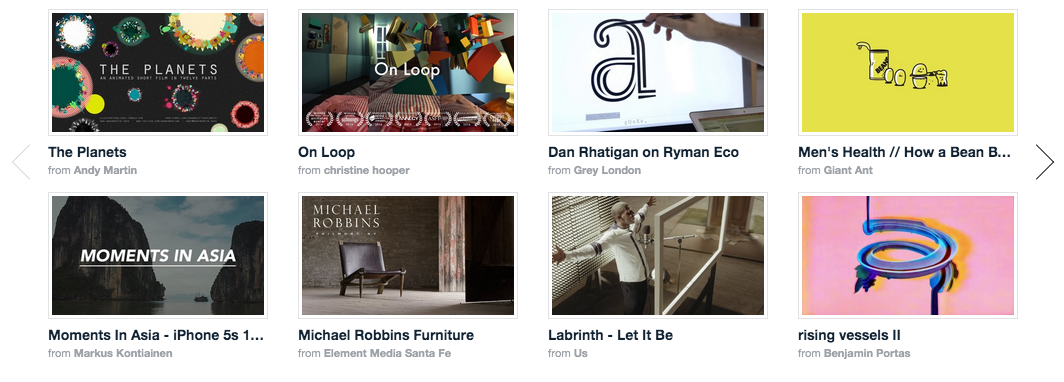 THE PLANETS
AN ANIMATED SHORT FILM IN TWELVE PARTS
The Planets
from Andy Martin
On Loop
On Loop
from christine hooper
a
Dan Rhatigan on Ryman Eco
from Grey London
BEANS
Men's Health // How a Bean B...
from Giant Ant
MOMENTS IN ASIA
Moments In Asia - iPhone 5s 1...
from Markus Kontiainen
MICHAEL
ROBBINS
Michael Robbins Furniture
from Element Media Santa Fe
Labrinth - Let It Be
from Us
rising vessels II
from Benjamin Portas